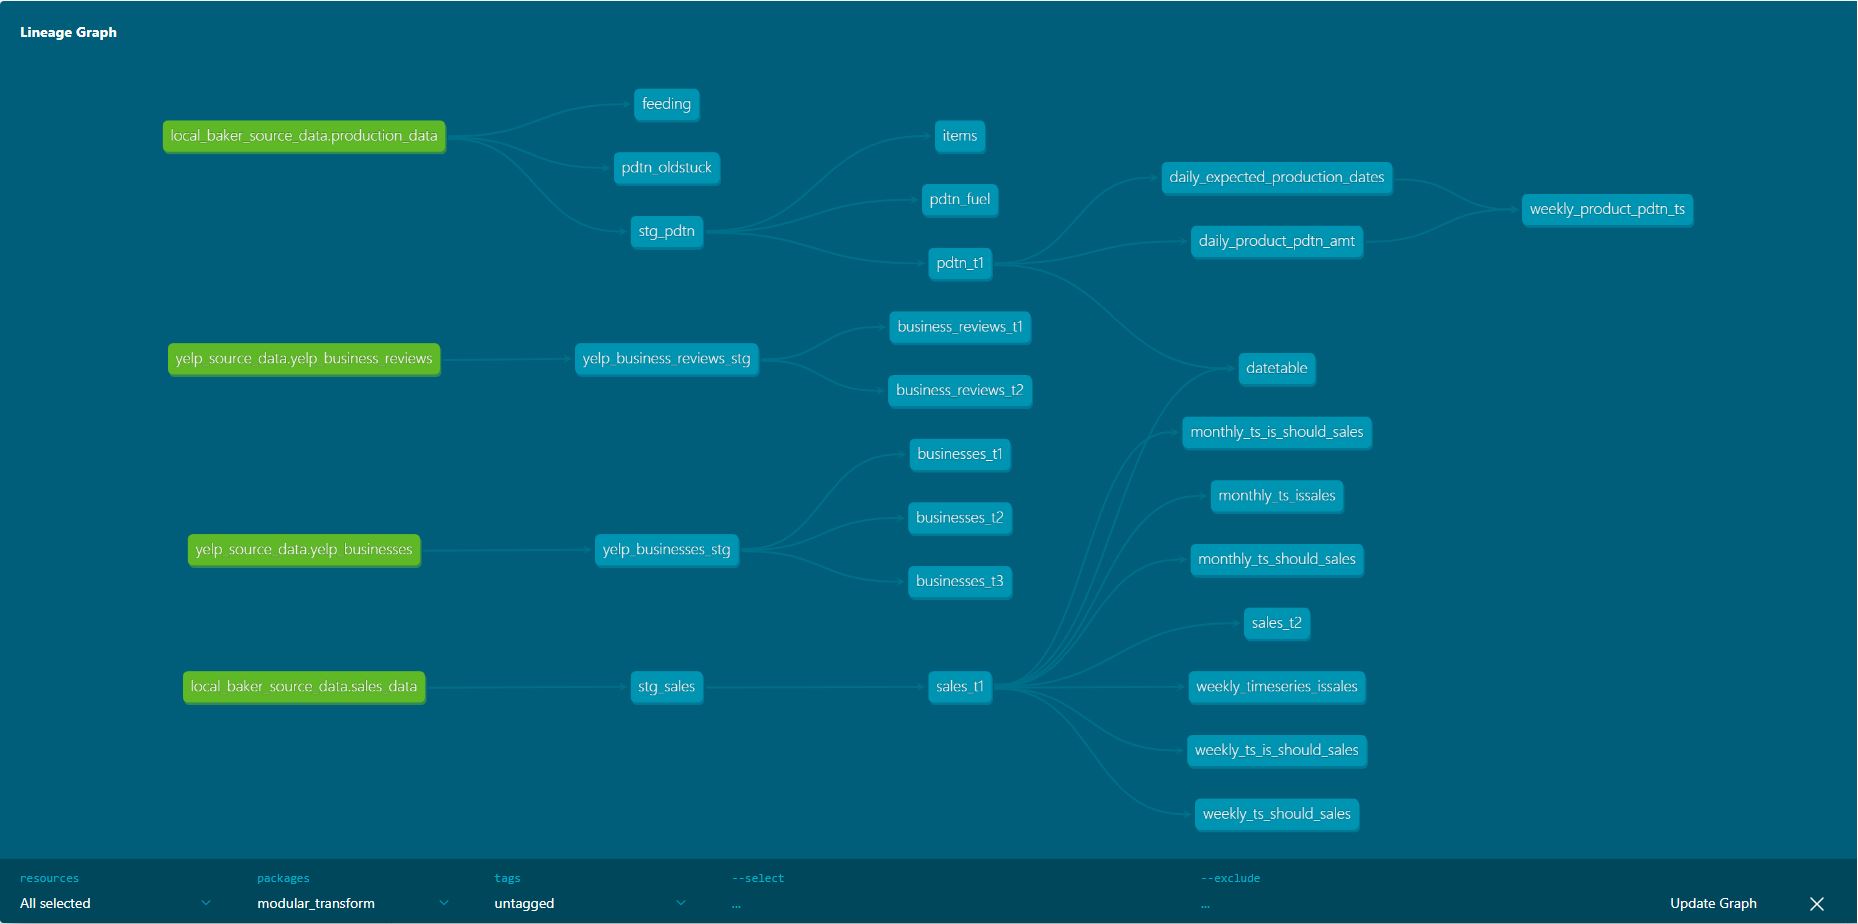 Lineage Graph
feeding
local_baker_source_data.production_data
items
pdtn_oldstuck
daily_expected_production_dates
pdtn_fuel
weekly_product_pdtn_ts
stg_pdtn
daily_product_pdtn_amt
pdtn_t1
business_reviews_t1
yelp_source_data.yelp_business_reviews
yelp_business_reviews_stg
datetable
business_reviews_t2
monthly_ts_is_should_sales
businesses_t1
monthly_ts_issales
businesses_t2
yelp_source_data.yelp_businesses
yelp_businesses_stg
monthly_ts_should_sales
businesses_t3
sales_t2
local_baker_source_data.sales_data
stg_sales
sales_t1
weekly_timeseries_issales
weekly_ts_is_should_sales
weekly_ts_should_sales
resources
packages
tags
--select
--exclude
All selected
modular_transform
untagged
...
...
Update Graph